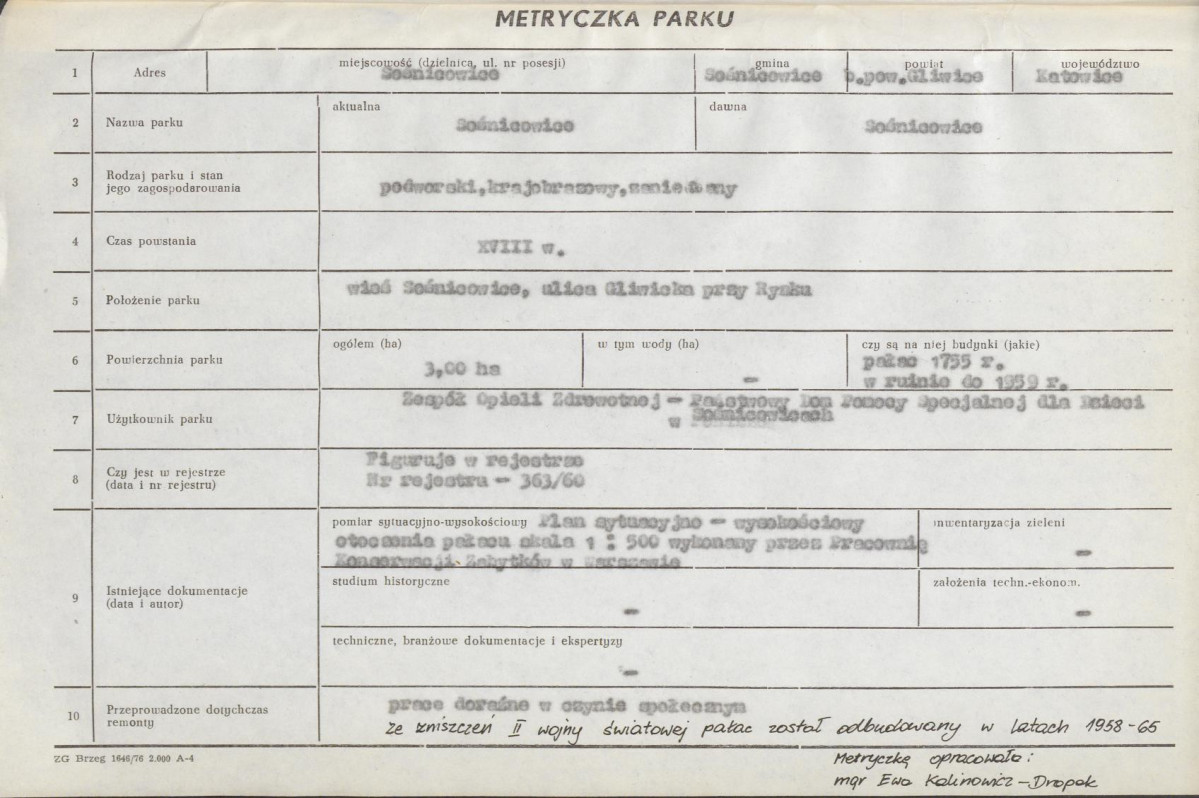 METRYCZKA PARKU
1 Adres miejscowość (dzielnica, ul. nr posesji) gmina powiat województwo
Sośnicowice Sośnicowice b.pow.Gliwice Katowice
2 Nazwa parku aktualna dawna
Sośnicowice Sośnicowice
3 Rodzaj parku i stan
jego zagospodarowania
podworski,krajobrazowy,
4 Czas powstania XVIII w.
5 Położenie parku wieś Sośnicowice, ulica Gliwicka przy Rynku
6 Powierzchnia parku ogółem (ha) w tym wody (ha) czy są na niej budynki (jakie)
3,00 ha - pałac 1755 r.
w ruinie do 1959 r.
7 Użytkownik parku Zespół Opieki Zdrowotnej - Państwowy Dom Pomocy Specjalnej dla Dzieci
w Sośnicowicach
8 Czy jest w rejestrze
(data i nr rejestru)
Figuruje w rejestrze
Nr rejestru - 363/60
9 Istniejące dokumentacje
(data i autor)
pomiar sytuacyjno-wysokościowy Plan sytuacyjno - wysokościowy
otoczenia pałacu skala 1 : 500 wykonany przez Pracownię
Konserwacji Zabytków w Warszawie
inwentaryzacja zieleni
-
studium historyczne założenia techn.-ekonom.
- -
techniczne, branżowe dokumentacje i ekspertyzy
-
10 Przeprowadzone dotychczas
remonty
prace doraźne w czynie społecznym
Ze zniszczeń II wojny światowej pałac został odbudowany w latach 1958-65
ZG Brzeg 1646/76 2.000 A-4
Metryczkę opracowała:
mgr Ewa Kalinowicz-Dropek